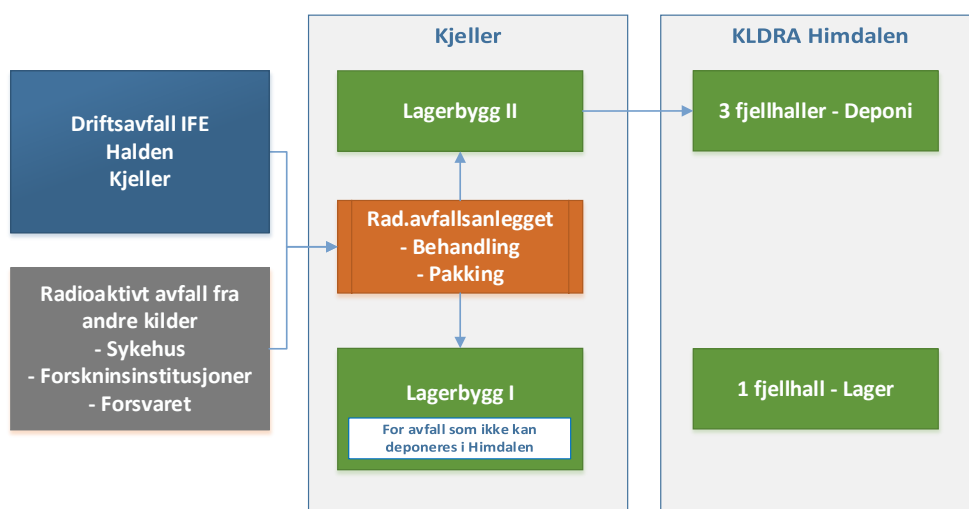 Driftsavfall IFE
Halden
Kjeller
Radioaktivt avfall fra
andre kilder
- Sykehus
- Forskninsinstitusjoner
- Forsvaret
Kjeller
Lagerbygg II
Rad.avfallsanlegget
- Behandling
- Pakking
Lagerbygg I
For avfall som ikke kan
deponeres i Himdalen
KLDRA Himdalen
3 fjellhaller - Deponi
1 fjellhall - Lager